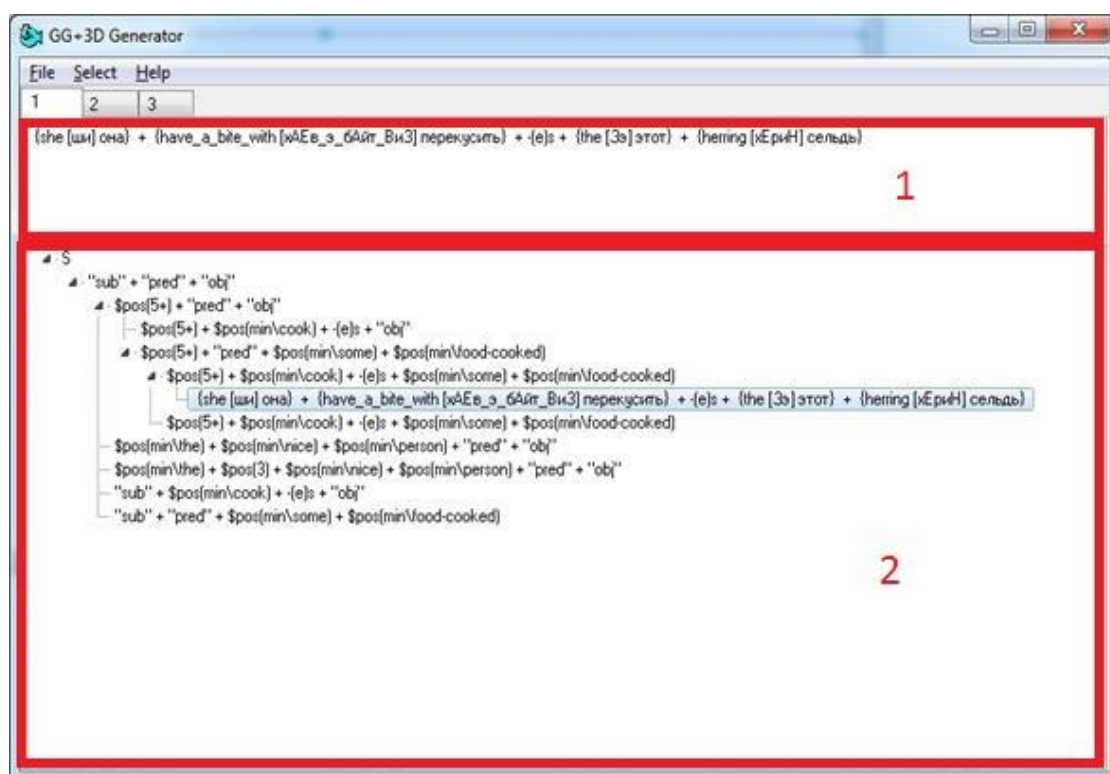 GG+3D Generator
File Select Help
1 2 3
{she [ши] она} + {have_a_bite_with [хАЕв_э_бАйт_ВиЗ] перекусить} + -(e)s + {the [Зэ] этот} + {herring [хЕриН] сельдь}
1
S
"sub" + "pred" + "obj"
$pos(5+) + "pred" + "obj"
$pos(5+) + $pos(min\cook) + -(e)s + "obj"
$pos(5+) + "pred" + $pos(min\some) + $pos(min\food-cooked)
$pos(5+) + $pos(min\cook) + -(e)s + $pos(min\some) + $pos(min\food-cooked)
{she [ши] она} + {have_a_bite_with [хАЕв_э_бАйт_ВиЗ] перекусить} + -(e)s + {the [Зэ] этот} + {herring [хЕриН] сельдь}
$pos(5+) + $pos(min\cook) + -(e)s + $pos(min\some) + $pos(min\food-cooked)
$pos(min\the) + $pos(min\nice) + $pos(min\person) + "pred" + "obj"
$pos(min\the) + $pos(3) + $pos(min\nice) + $pos(min\person) + "pred" + "obj"
"sub" + $pos(min\cook) + -(e)s + "obj"
"sub" + "pred" + $pos(min\some) + $pos(min\food-cooked)
2